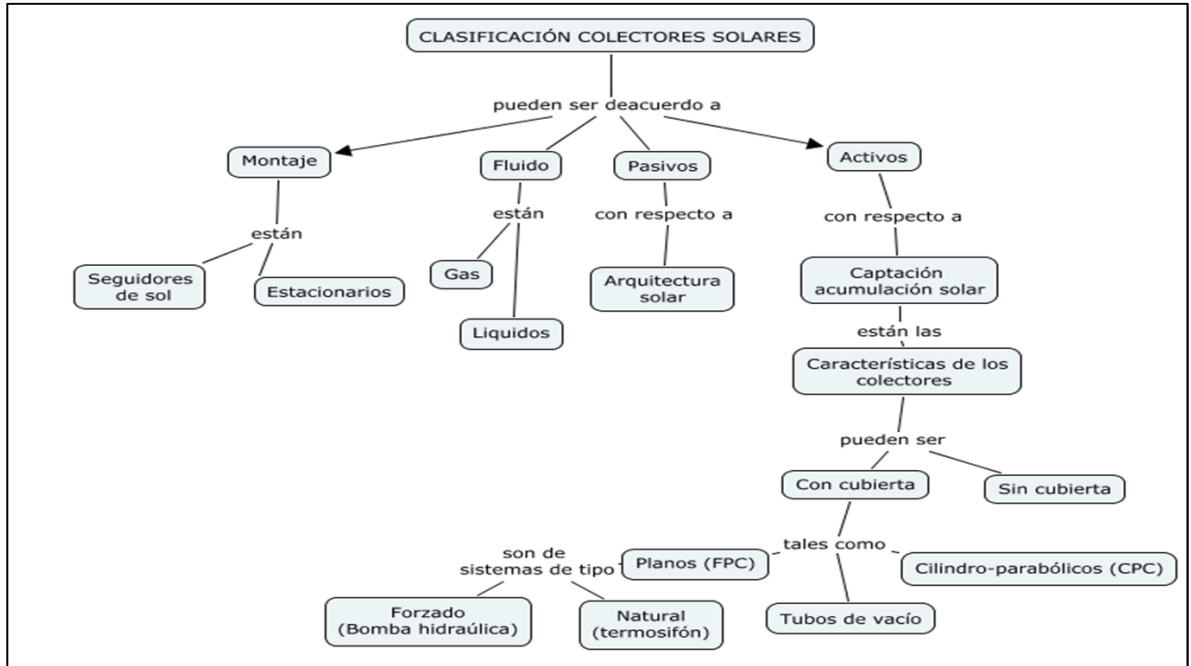 CLASIFICACIÓN COLECTORES SOLARES
pueden ser deacuerdo a
Montaje
Fluido
Pasivos
Activos
están
con respecto a
con respecto a
están
Seguidores
de sol
Estacionarios
Gas
Liquidos
Arquitectura
solar
Captación
acumulación solar
están las
Características de los
colectores
pueden ser
Con cubierta
Sin cubierta
tales como
son de
sistemas de tipo
Planos (FPC)
Cilindro-parabólicos (CPC)
Forzado
(Bomba hidraúlica)
Natural
(termosifón)
Tubos de vacío